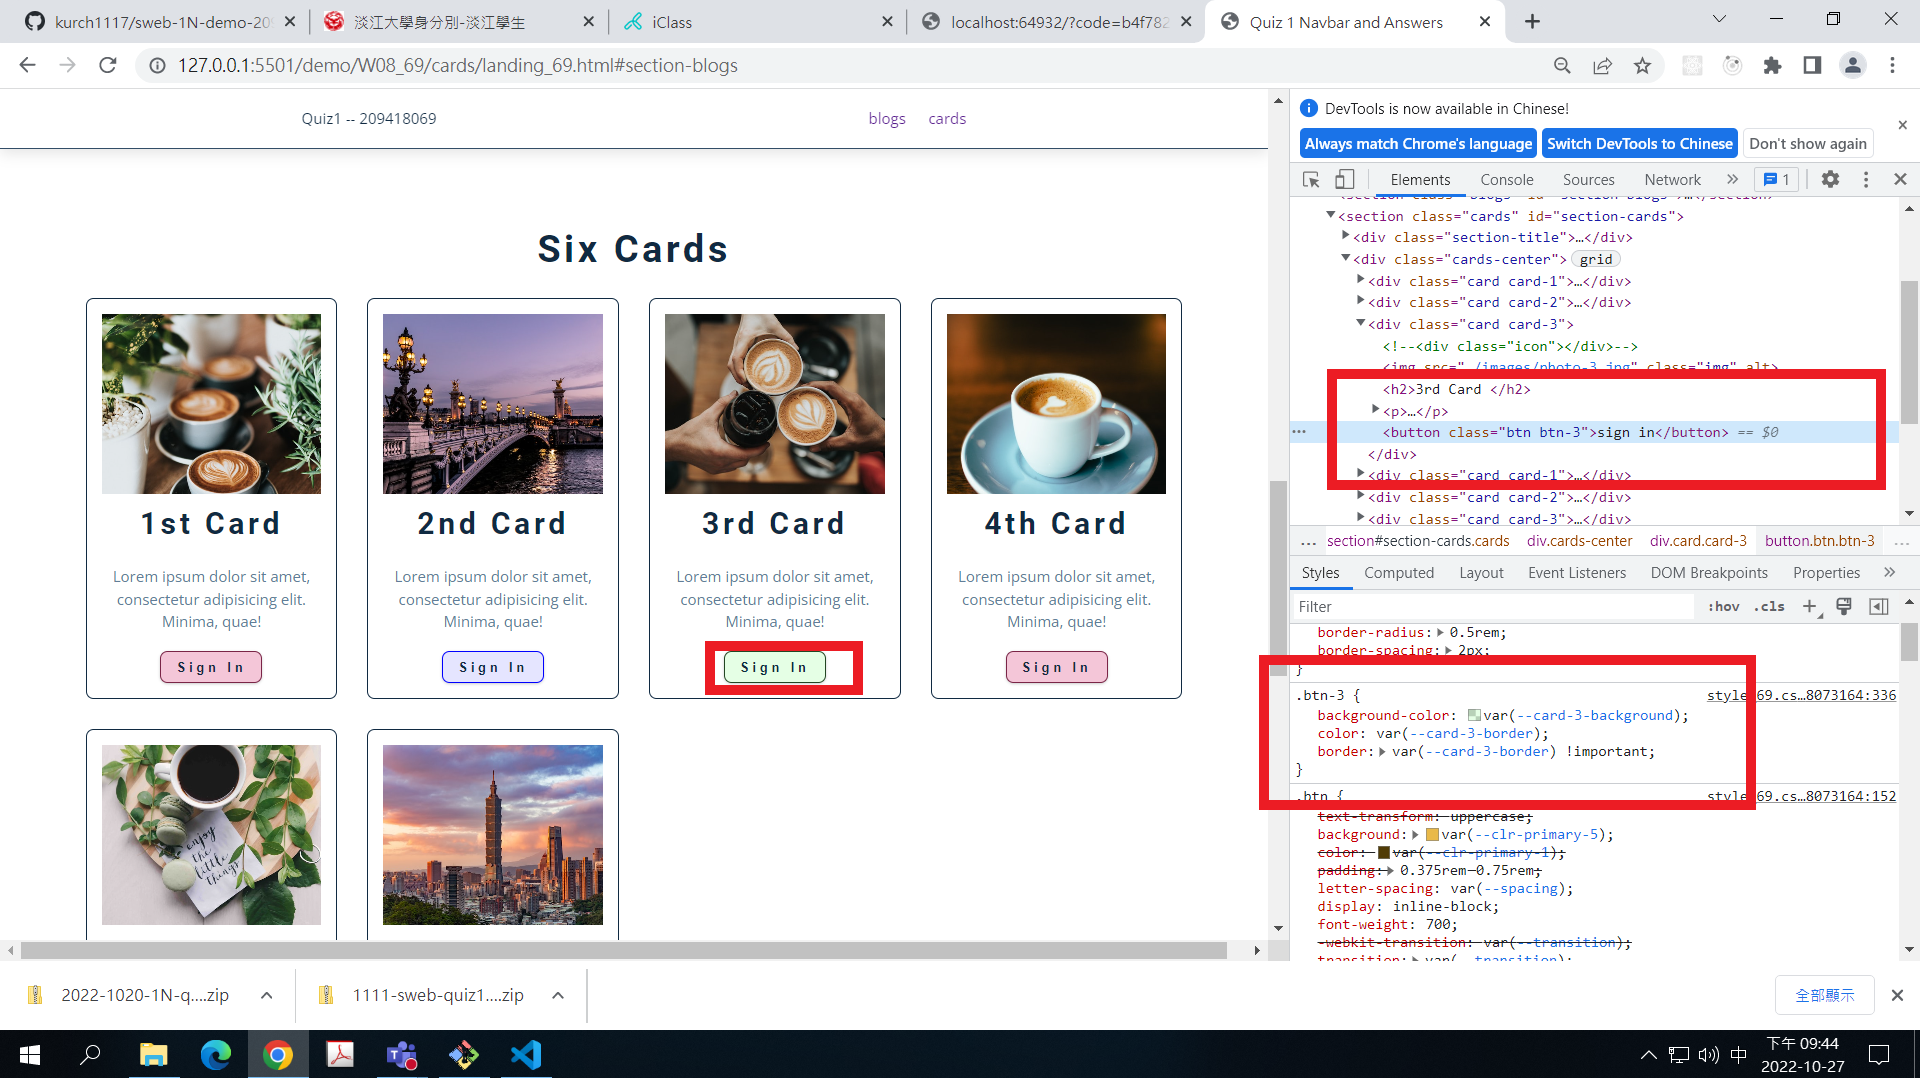 kurch1117/sweb-1N-demo-209
淡江大學身分別-淡江學生
iClass
localhost:64932/?code=b4f782
Quiz 1 Navbar and Answers
127.0.0.1:5501/demo/W08_69/cards/landing_69.html#section-blogs
Quiz1 -- 209418069
blogs
cards
Six Cards
1st Card
Lorem ipsum dolor sit amet,
consectetur adipisicing elit.
Minima, quae!
Sign In
2nd Card
Lorem ipsum dolor sit amet,
consectetur adipisicing elit.
Minima, quae!
Sign In
3rd Card
Lorem ipsum dolor sit amet,
consectetur adipisicing elit.
Minima, quae!
Sign In
4th Card
Lorem ipsum dolor sit amet,
consectetur adipisicing elit.
Minima, quae!
Sign In
enjoy
the
little
things
DevTools is now available in Chinese!
Always match Chrome's language
Switch DevTools to Chinese
Don't show again
Elements
Console
Sources
Network
1
<section class="blogs" id="section-blogs">…</section>
<section class="cards" id="section-cards">
<div class="section-title">…</div>
<div class="cards-center"> grid
<div class="card card-1">…</div>
<div class="card card-2">…</div>
<div class="card card-3">
<!--<div class="icon"></div>-->
<img src="./images/photo-3.jpg" class="img" alt>
<h2>3rd Card </h2>
<p>…</p>
<button class="btn btn-3">sign in</button> == $0
</div>
<div class="card card-1">…</div>
<div class="card card-2">…</div>
<div class="card card-3">…</div>
...
section#section-cards.cards
div.cards-center
div.card.card-3
button.btn.btn-3
...
Styles
Computed
Layout
Event Listeners
DOM Breakpoints
Properties
Filter
:hov
.cls
border-radius: 0.5rem;
border-spacing: 2px;
}
.btn-3 {
style_69.cs…8073164:336
background-color: var(--card-3-background);
color: var(--card-3-border);
border: var(--card-3-border) !important;
}
.btn {
style_69.cs…8073164:152
text-transform: uppercase;
background: var(--clr-primary-5);
color: var(--clr-primary-1);
padding: 0.375rem 0.75rem;
letter-spacing: var(--spacing);
display: inline-block;
font-weight: 700;
-webkit-transition: var(--transition);
transition: var(--transition);
2022-1020-1N-q....zip
1111-sweb-quiz1....zip
全部顯示
中
下午 09:44
2022-10-27